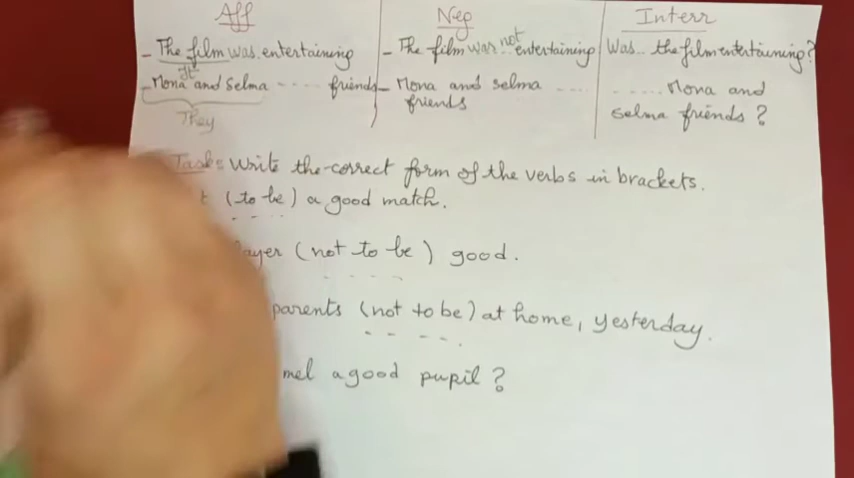 Aff Neg Interr
- The film was entertaining - The film was not entertaining Was the film entertaining?
It
- Mona and Selma .... friends - Mona and selma .... ..... Mona and
friends selma friends ?
They
Task: Write the correct form of the verbs in brackets.
(to be) a good match.
(not to be) good.
parents (not to be) at home, yesterday.
a good pupil ?